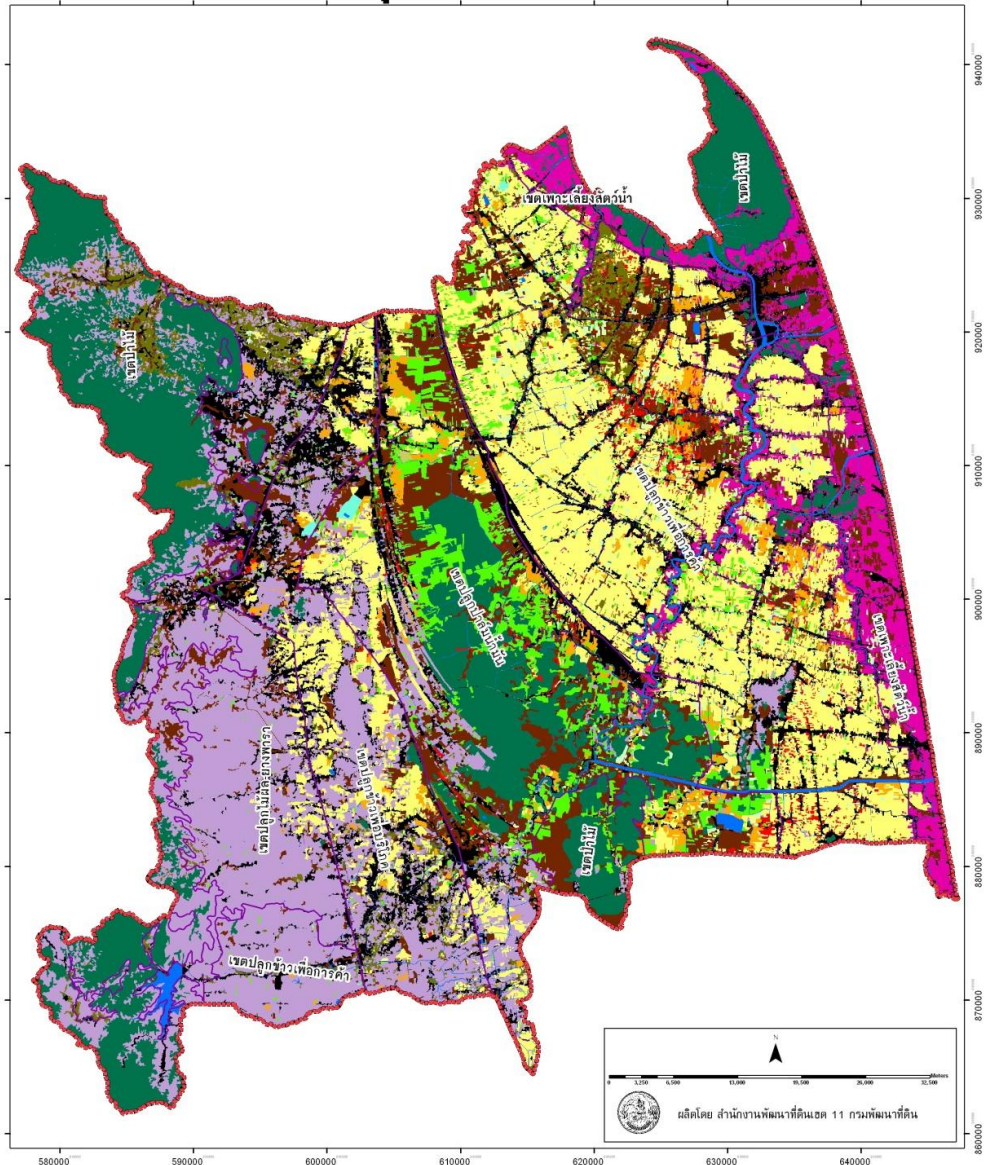 940000
เขตป่าไม้
930000
เขตเพาะเลี้ยงสัตว์น้ำ
920000
เขตป่าไม้
910000
เขตปลูกข้าวเพื่อการค้า
900000
เขตปลูกปาล์มน้ำมัน
เขตเพาะเลี้ยงสัตว์น้ำ
890000
เขตปลูกไม้ผล-ยางพารา
เขตปลูกข้าวเพื่อบริโภค
เขตป่าไม้
880000
เขตปลูกข้าวเพื่อการค้า
870000
N
0 3,250 6,500 13,000 19,500 26,000 32,500 Meters
ผลิตโดย สำนักงานพัฒนาที่ดินเขต 11 กรมพัฒนาที่ดิน
860000
580000 590000 600000 610000 620000 630000 640000